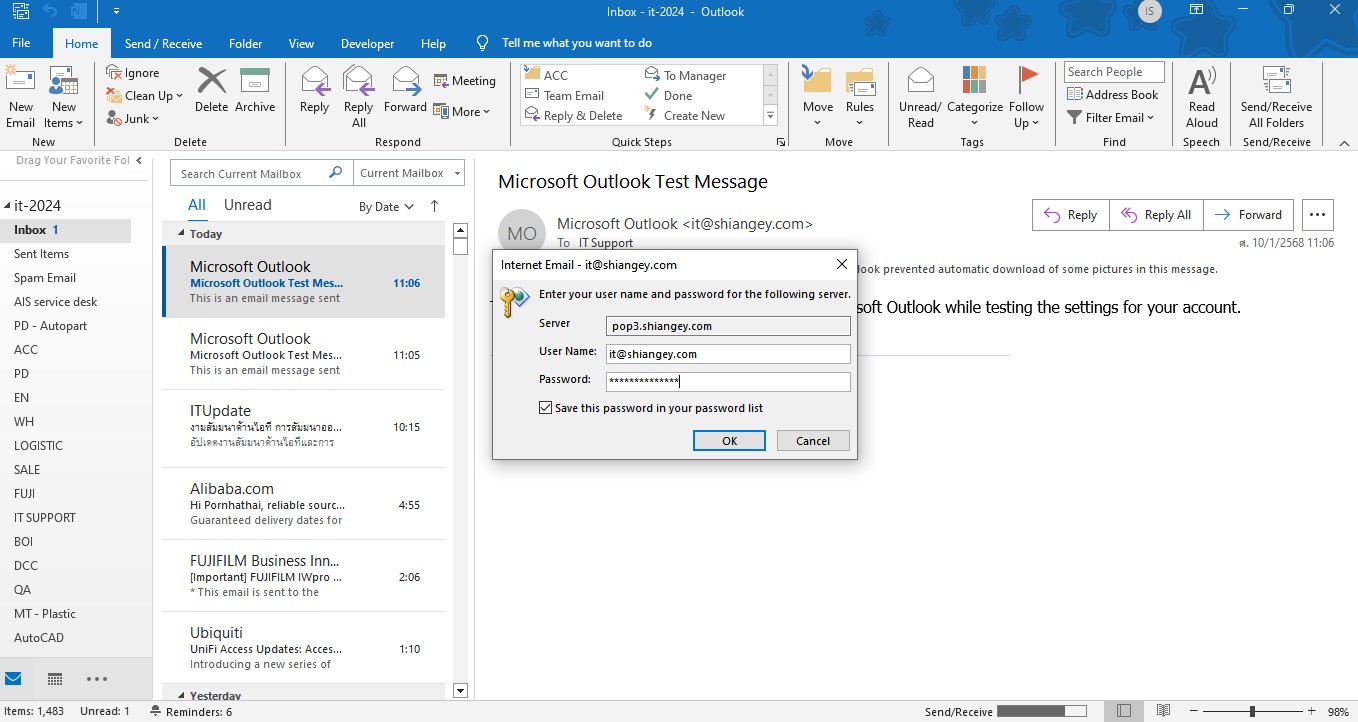 Inbox - it-2024 - Outlook
IS
File
Home
Send / Receive
Folder
View
Developer
Help
Tell me what you want to do
New
Email
New
Items
New
Ignore
Clean Up
Junk
Delete
Archive
Delete
Reply
Reply
All
Forward
Meeting
More
Respond
ACC
Team Email
Reply & Delete
To Manager
Done
Create New
Quick Steps
Move
Rules
Move
Unread/
Read
Categorize
Follow
Up
Tags
Search People
Address Book
Filter Email
Find
Read
Aloud
Speech
Send/Receive
All Folders
Send/Receive
Drag Your Favorite Fol
it-2024
Inbox 1
Sent Items
Spam Email
AIS service desk
PD - Autopart
ACC
PD
EN
WH
LOGISTIC
SALE
FUJI
IT SUPPORT
BOI
DCC
QA
MT - Plastic
AutoCAD
Search Current Mailbox
Current Mailbox
All
Unread
By Date
Today
Microsoft Outlook
Microsoft Outlook Test Mes... 11:06
This is an email message sent
Microsoft Outlook
Microsoft Outlook Test Mes... 11:05
This is an email message sent
ITUpdate
งานสัมมนาด้านไอที การสัมมนาออ... 10:15
อัปเดตงานสัมมนาด้านไอทีและการ
Alibaba.com
Hi Pornhathai, reliable sourc... 4:55
Guaranteed delivery dates for
FUJIFILM Business Inn...
[Important] FUJIFILM IWpro ... 2:06
* This email is sent to the
Ubiquiti
UniFi Access Updates: Acces... 1:10
Introducing a new series of
Yesterday
Microsoft Outlook Test Message
MO
Microsoft Outlook <it@shiangey.com>
To IT Support
Reply
Reply All
Forward
ศ. 10/1/2568 11:06
look prevented automatic download of some pictures in this message.
soft Outlook while testing the settings for your account.
Internet Email - it@shiangey.com
Enter your user name and password for the following server.
Server
pop3.shiangey.com
User Name:
it@shiangey.com
Password:
**************
Save this password in your password list
OK
Cancel
Items: 1,483
Unread: 1
Reminders: 6
Send/Receive
98%